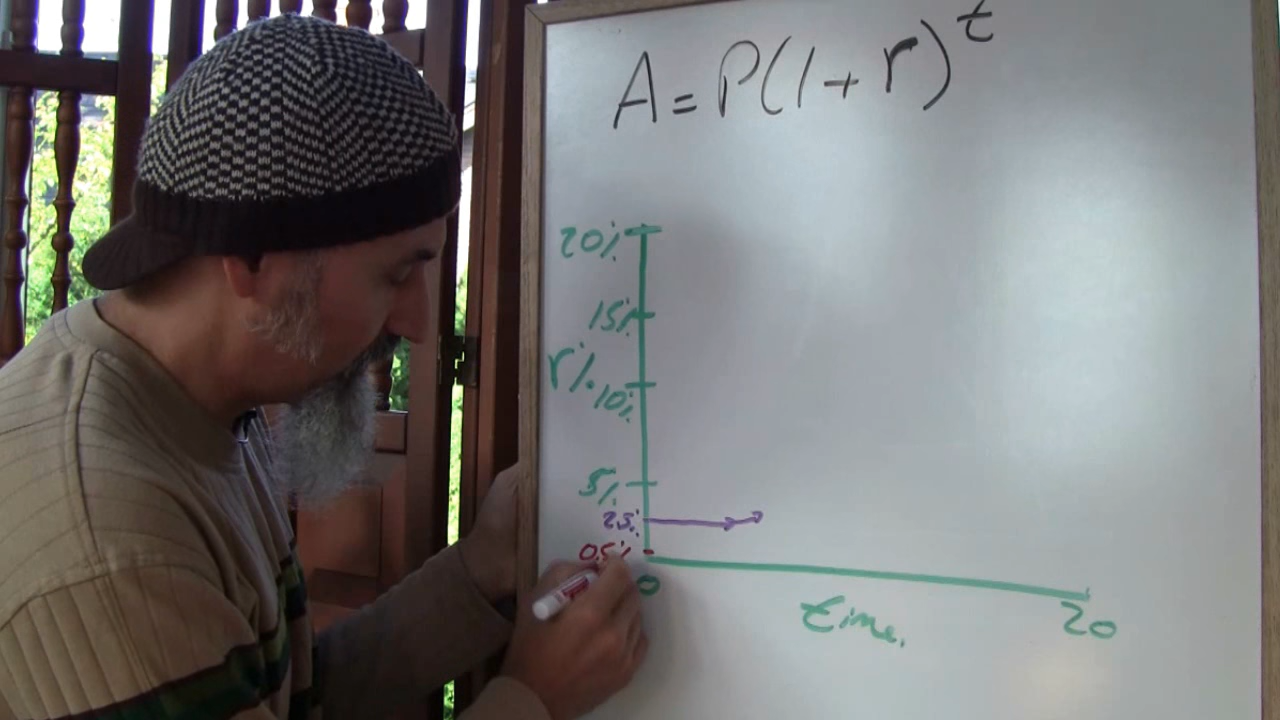 A = P(1 + r)^t
20%
15%
r%
10%
5%
2.5%
0.5%
0
20
time.